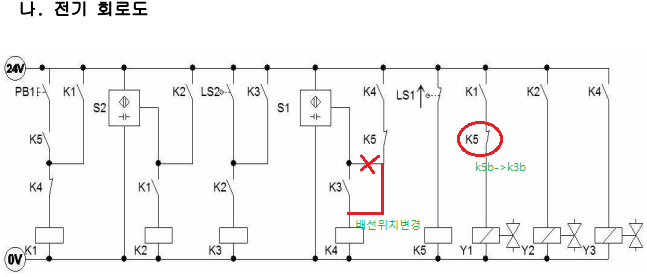 나. 전기 회로도
24V
PB1 K1 S2 K2 LS2 K3 S1 K4 LS1 K1 K2 K4
K5 K5 K5
k5b->k3b
K4 K1 K2 K3
배선위치변경
K1 K2 K3 K4 K5 Y1 Y2 Y3
0V